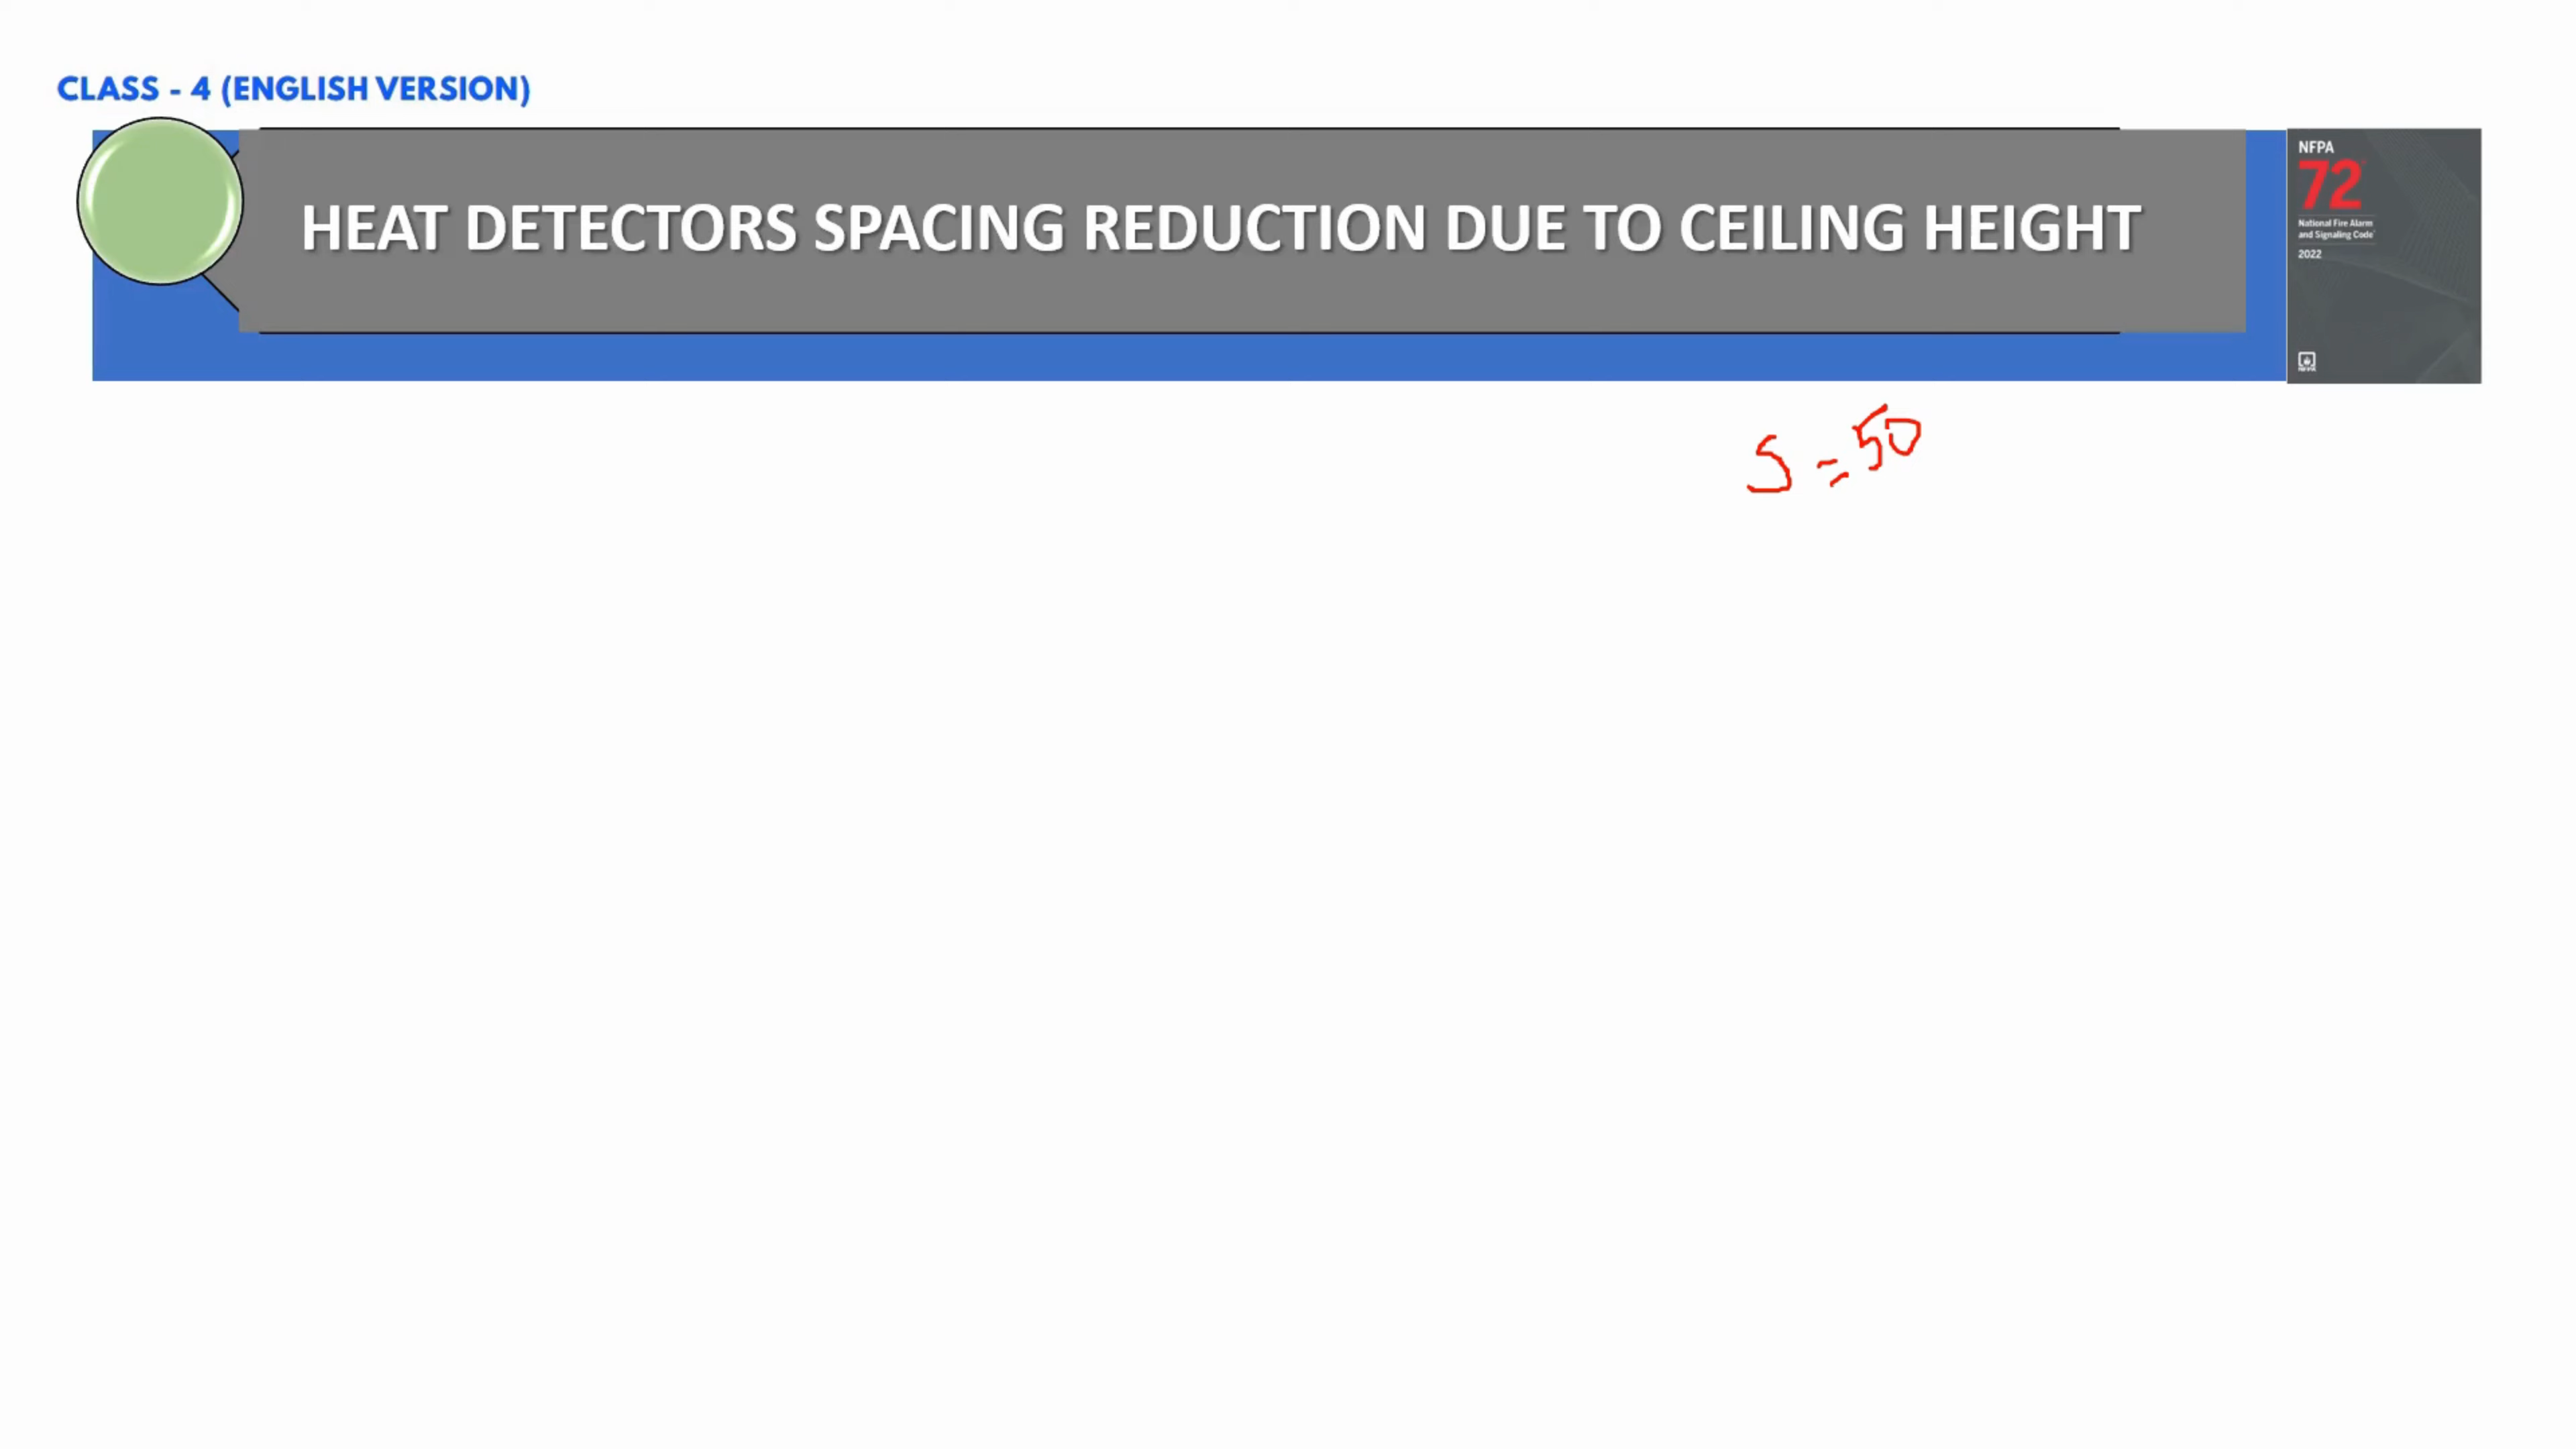 CLASS - 4 (ENGLISH VERSION)
HEAT DETECTORS SPACING REDUCTION DUE TO CEILING HEIGHT
NFPA
72
National Fire Alarm
and Signaling Code
2022
S = 50